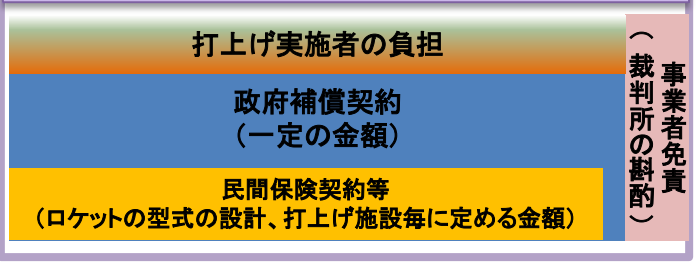 打上げ実施者の負担
政府補償契約
（一定の金額）
民間保険契約等
（ロケットの型式の設計、打上げ施設毎に定める金額）
事業者免責
（裁判所の斟酌）